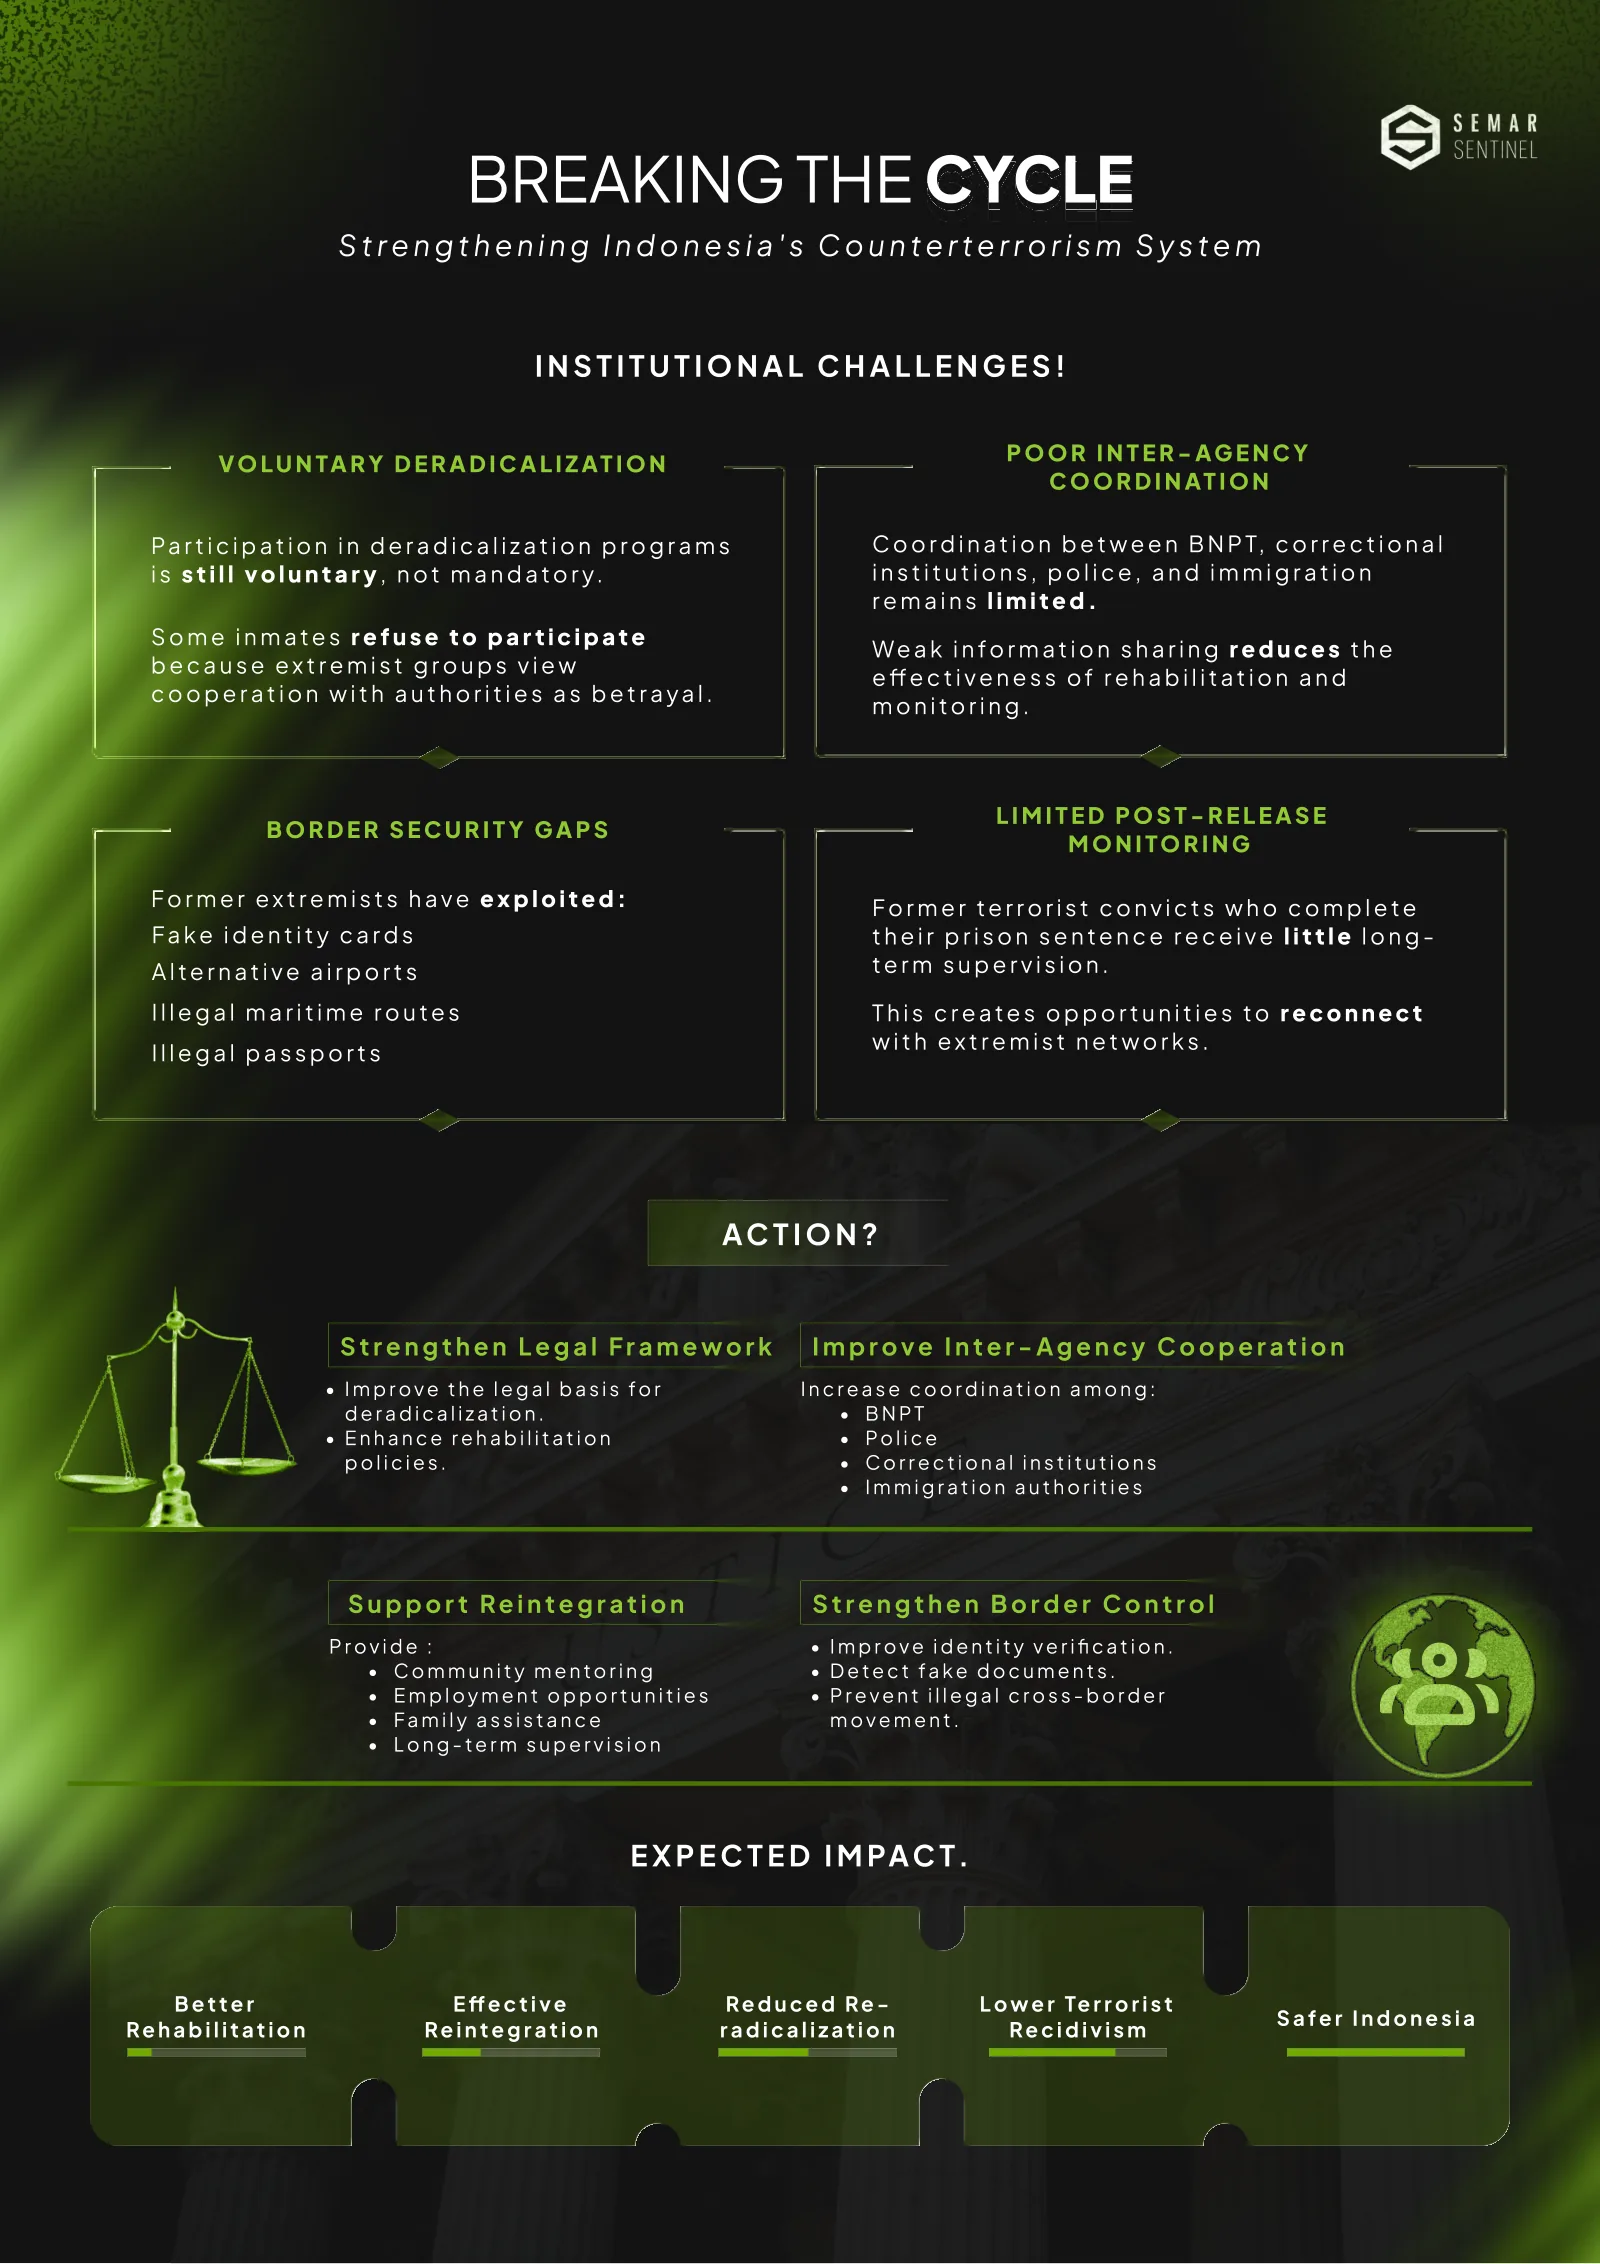 SEMAR
SENTINEL
BREAKING THE CYCLE
Strengthening Indonesia's Counterterrorism System
INSTITUTIONAL CHALLENGES!
VOLUNTARY DERADICALIZATION
Participation in deradicalization programs
is still voluntary, not mandatory.
Some inmates refuse to participate
because extremist groups view
cooperation with authorities as betrayal.
POOR INTER-AGENCY
COORDINATION
Coordination between BNPT, correctional
institutions, police, and immigration
remains limited.
Weak information sharing reduces the
effectiveness of rehabilitation and
monitoring.
BORDER SECURITY GAPS
Former extremists have exploited:
Fake identity cards
Alternative airports
Illegal maritime routes
Illegal passports
LIMITED POST-RELEASE
MONITORING
Former terrorist convicts who complete
their prison sentence receive little long-
term supervision.
This creates opportunities to reconnect
with extremist networks.
ACTION?
Strengthen Legal Framework
• Improve the legal basis for
deradicalization.
• Enhance rehabilitation
policies.
Improve Inter-Agency Cooperation
Increase coordination among:
• BNPT
• Police
• Correctional institutions
• Immigration authorities
Support Reintegration
Provide :
• Community mentoring
• Employment opportunities
• Family assistance
• Long-term supervision
Strengthen Border Control
• Improve identity verification.
• Detect fake documents.
• Prevent illegal cross-border
movement.
EXPECTED IMPACT.
Better
Rehabilitation
Effective
Reintegration
Reduced Re-
radicalization
Lower Terrorist
Recidivism
Safer Indonesia